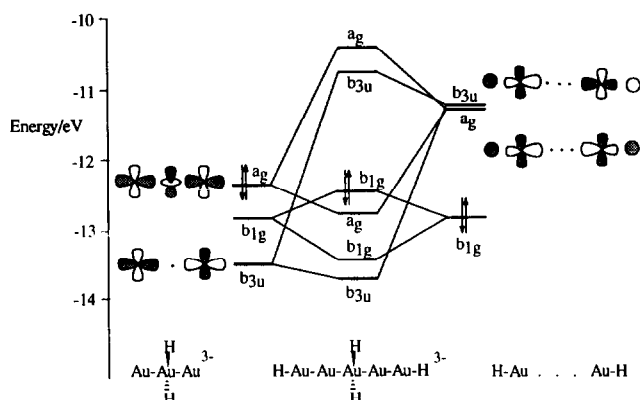 Energy/eV
-10
-11
-12
-13
-14
a_g
b_3u
b_3u
a_g
a_g
b_1g
b_1g
a_g
b_1g
b_1g
b_3u
b_3u
H
Au-Au-Au 3-
H
H
H-Au-Au-Au-Au-Au-H 3-
H
H-Au . . . Au-H